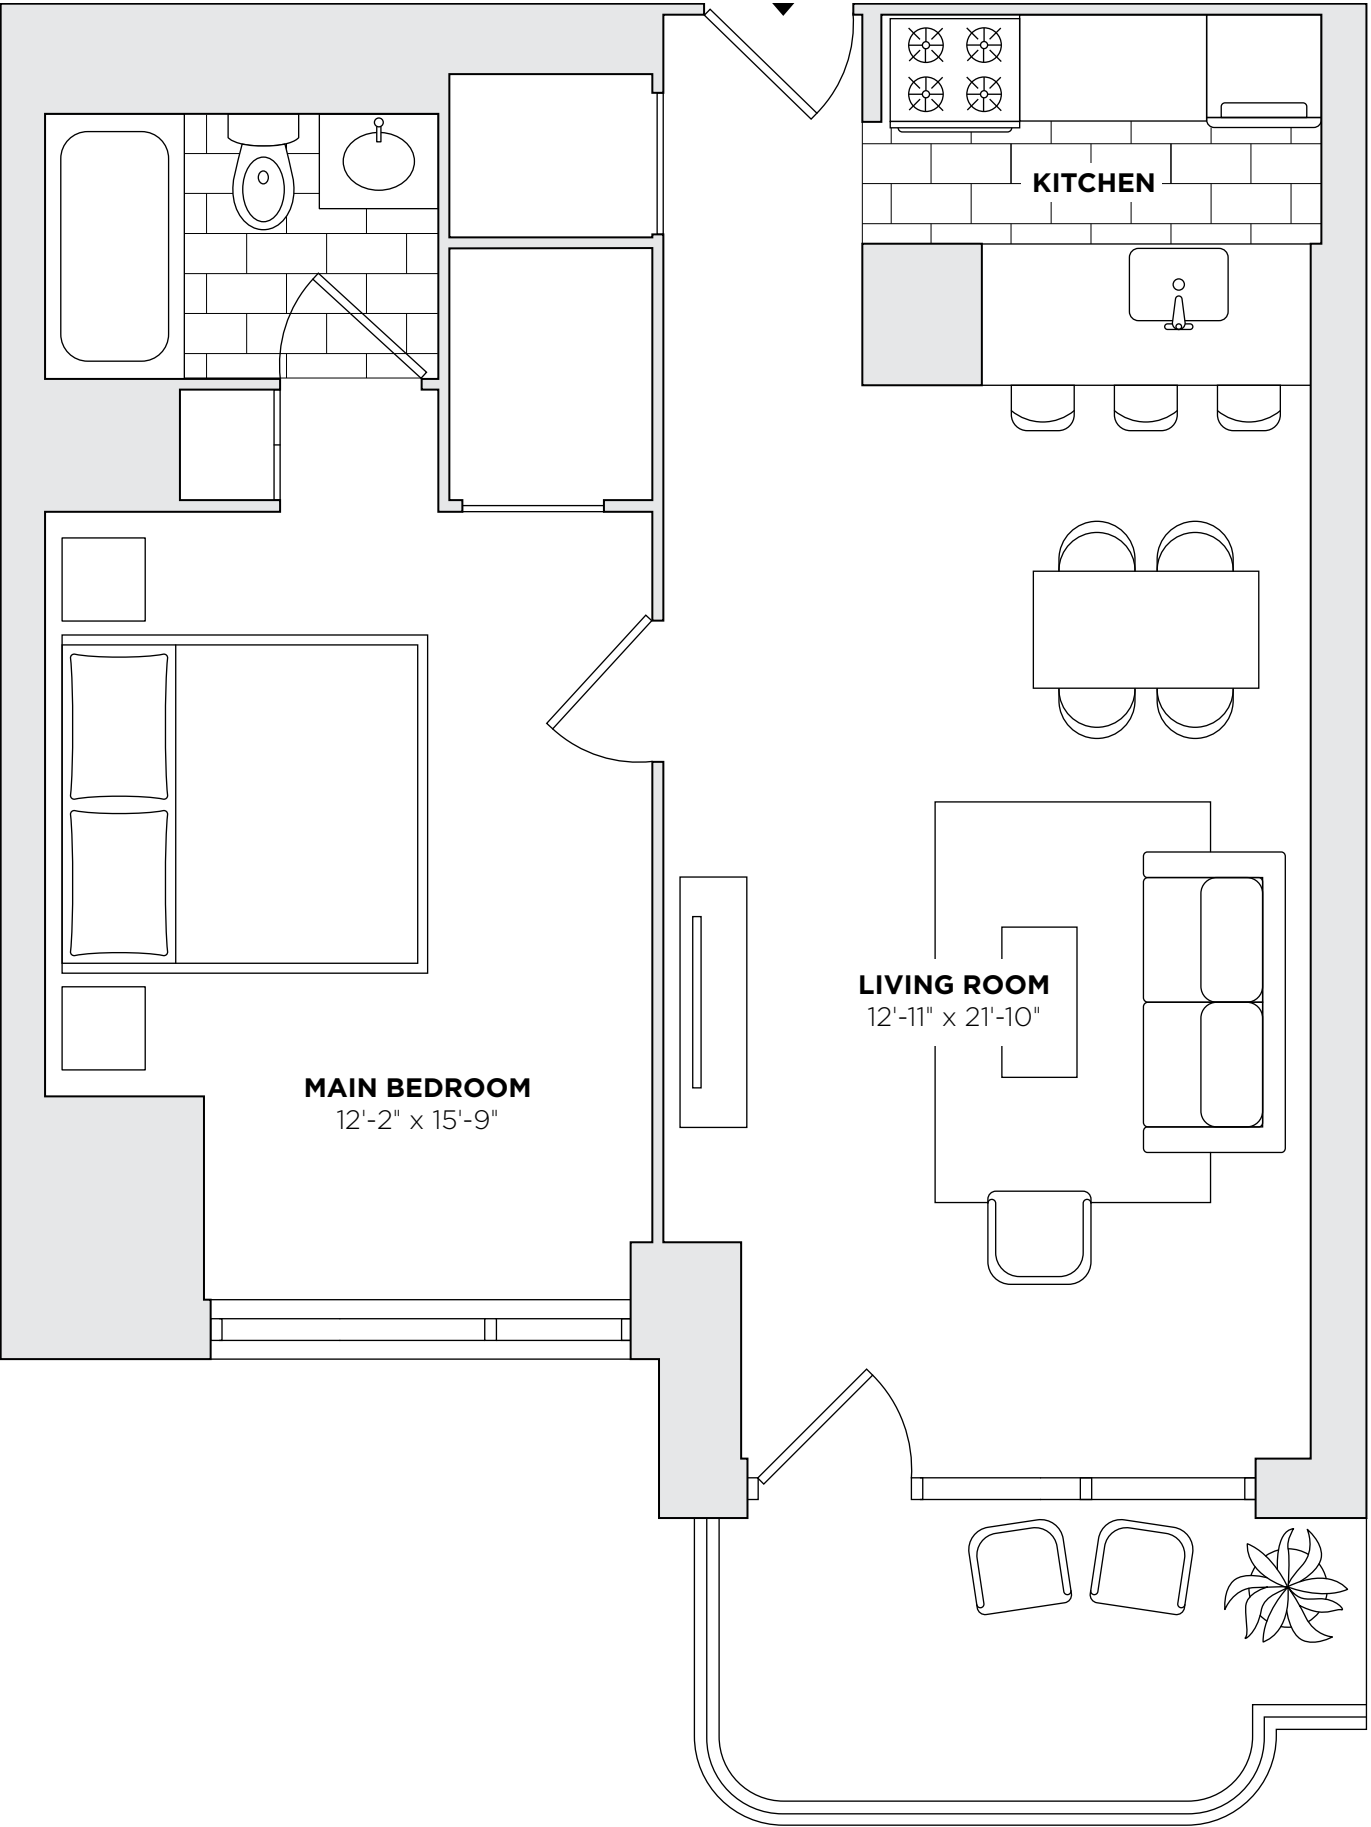 KITCHEN
LIVING ROOM
12'-11" x 21'-10"
MAIN BEDROOM
12'-2" x 15'-9"